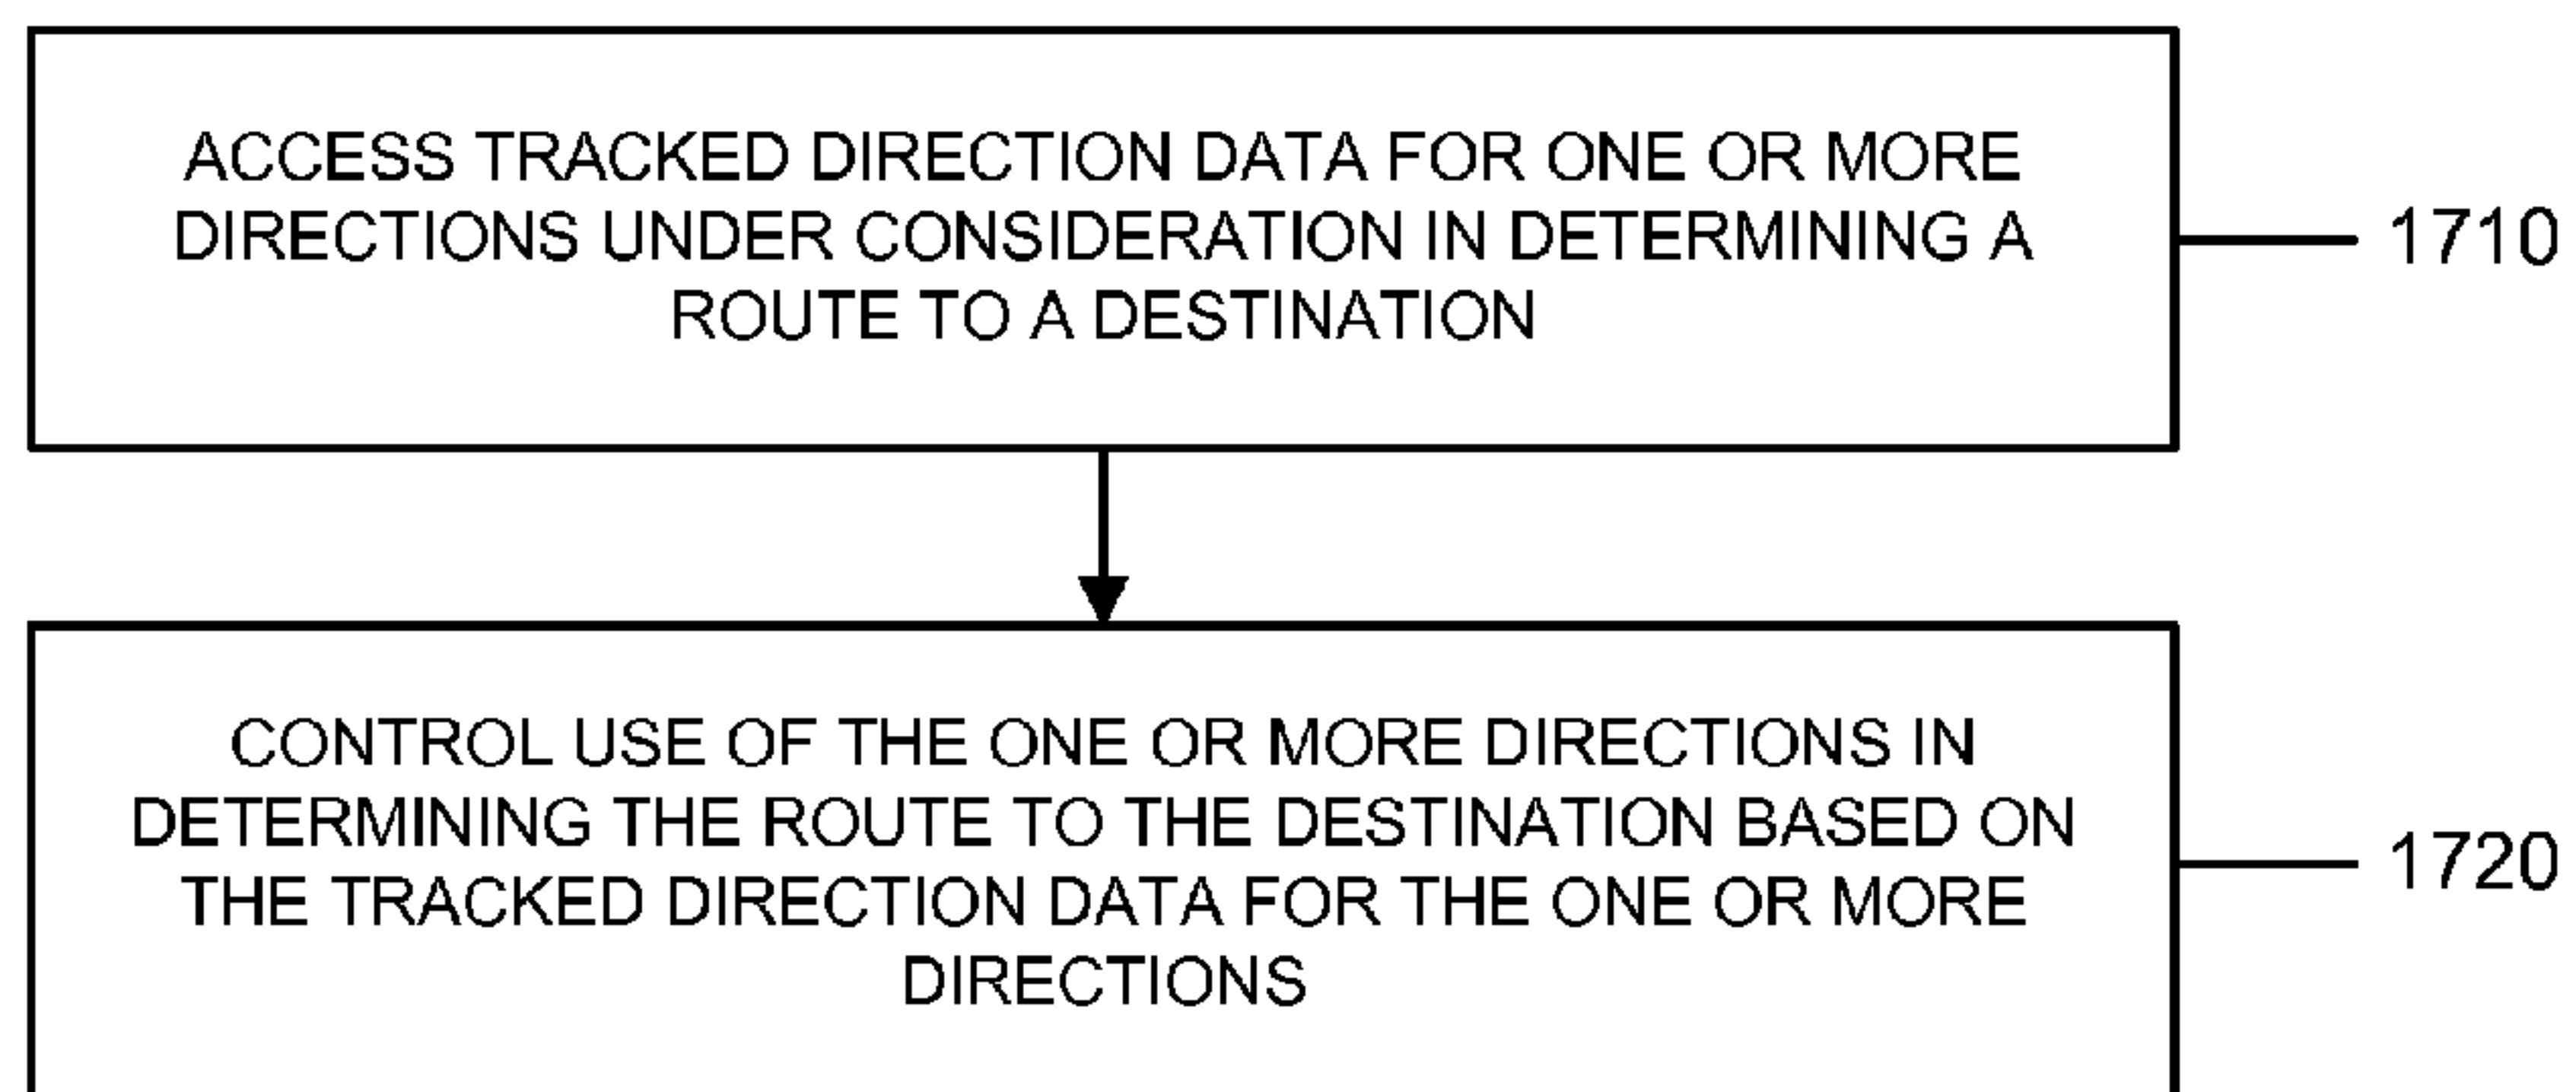 ACCESS TRACKED DIRECTION DATA FOR ONE OR MORE
DIRECTIONS UNDER CONSIDERATION IN DETERMINING A
ROUTE TO A DESTINATION
1710
CONTROL USE OF THE ONE OR MORE DIRECTIONS IN
DETERMINING THE ROUTE TO THE DESTINATION BASED ON
THE TRACKED DIRECTION DATA FOR THE ONE OR MORE
DIRECTIONS
1720